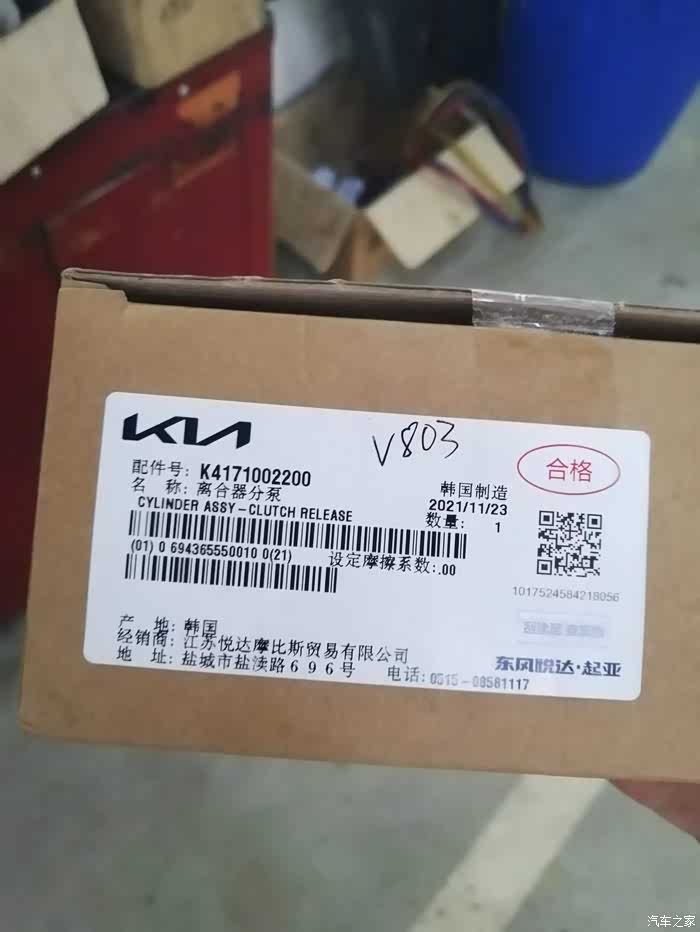 KIA
V803
合格
配件号: K4171002200
名 称: 离合器分泵
韩国制造
CYLINDER ASSY-CLUTCH RELEASE
2021/11/23
数量: 1
(01) 0 694365550010 0(21)
设定摩擦系数:.00
1017524584218056
产 地: 韩国
经销商: 江苏悦达摩比斯贸易有限公司
地 址: 盐城市盐渎路696号
电话: 0515-08581117
东风悦达·起亚
汽车之家